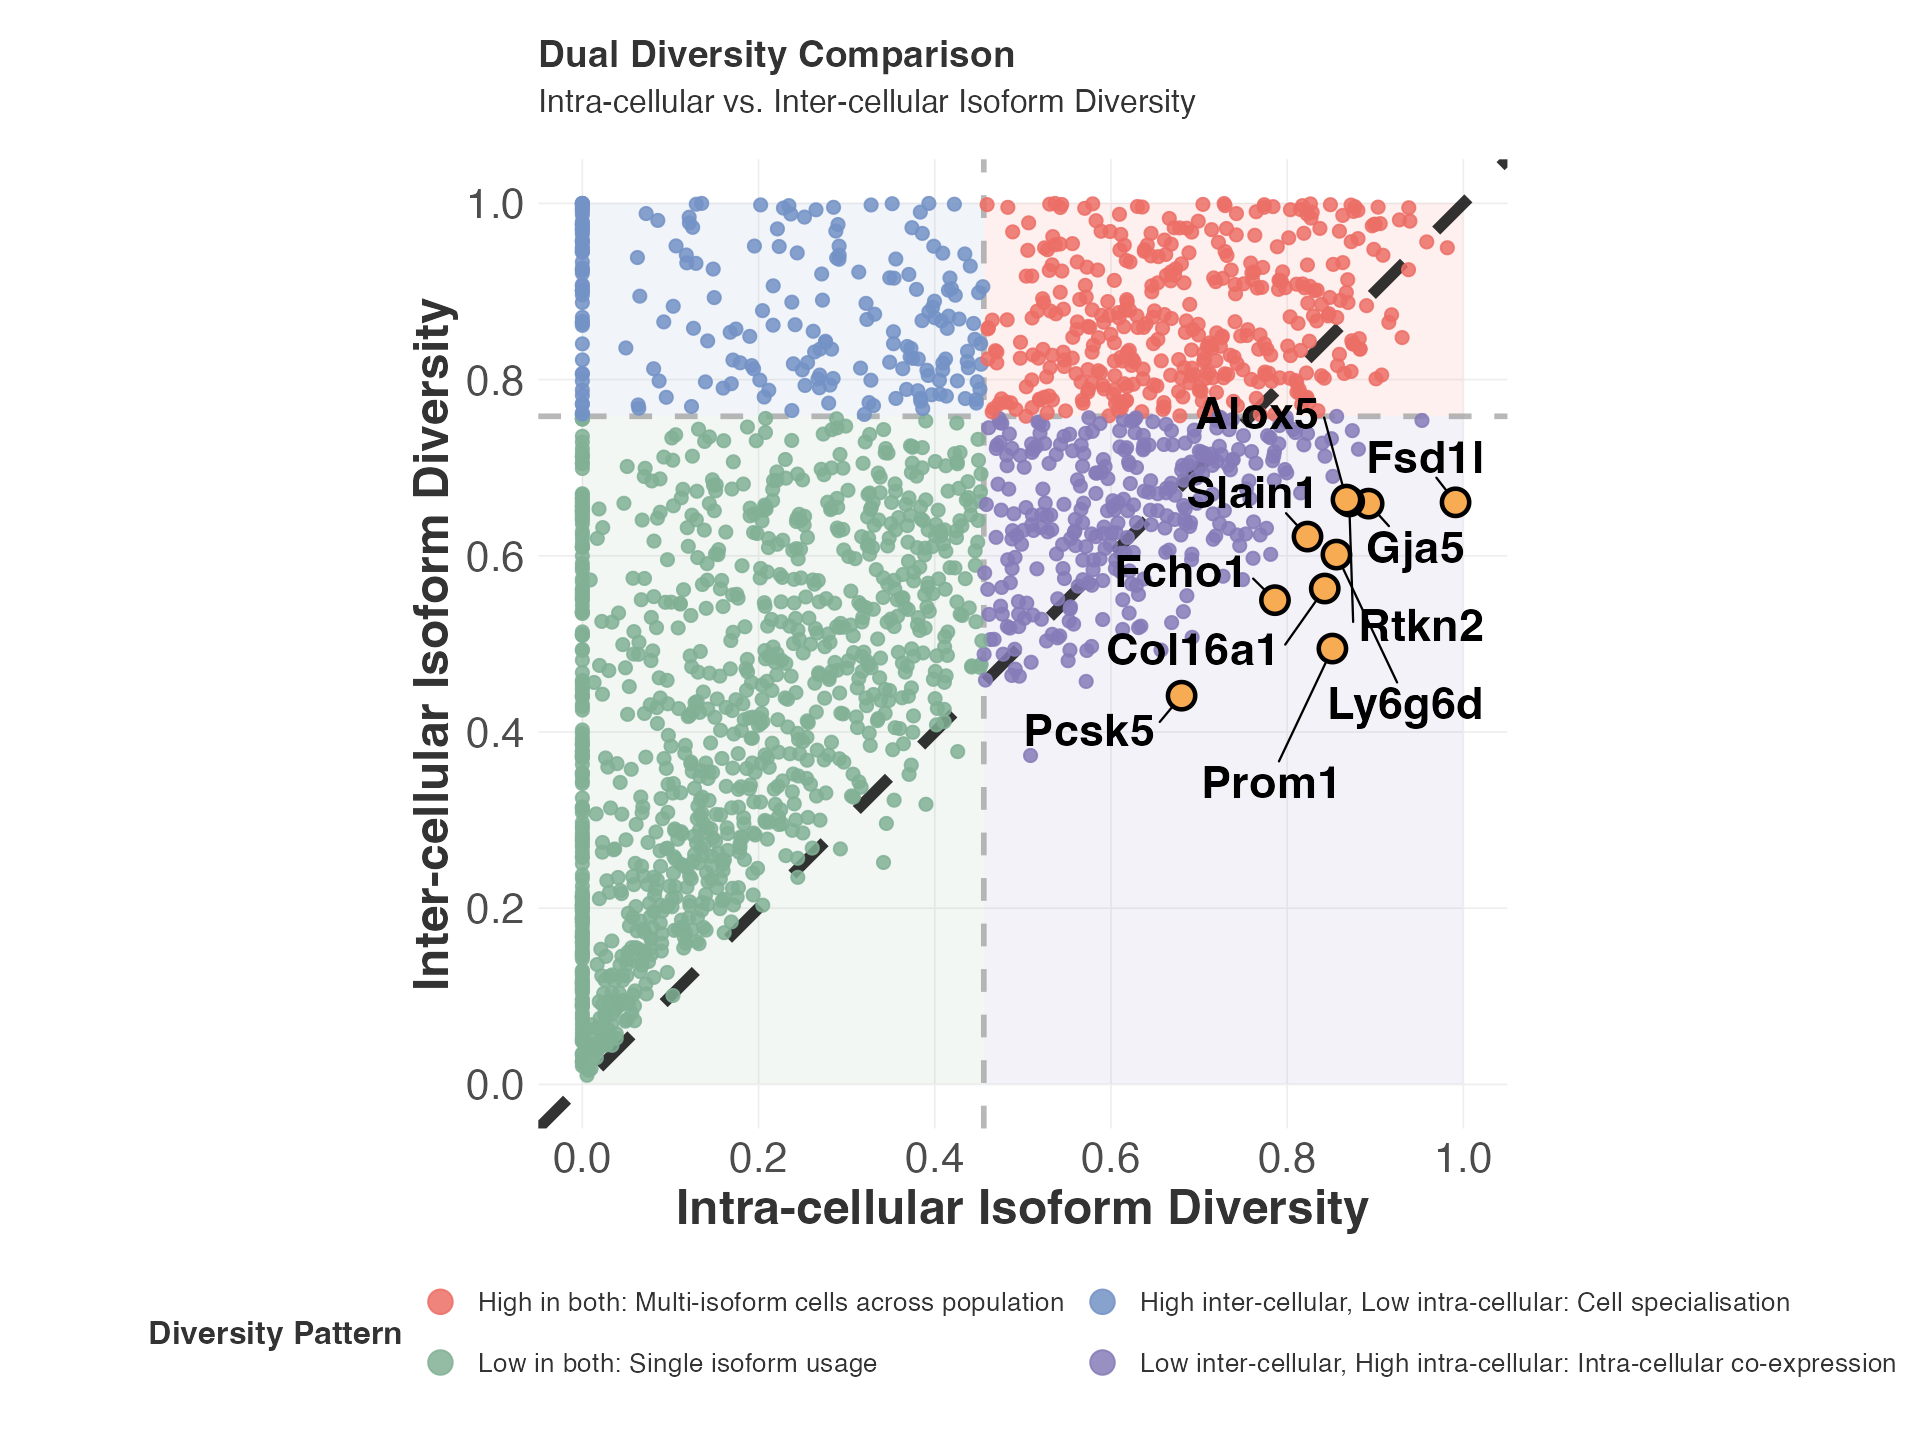 Dual Diversity Comparison
Intra-cellular vs. Inter-cellular Isoform Diversity
Inter-cellular Isoform Diversity
1.0
0.8
0.6
0.4
0.2
0.0
Alox5
Fsd1l
Slain1
Gja5
Fcho1
Rtkn2
Col16a1
Ly6g6d
Pcsk5
Prom1
0.0 0.2 0.4 0.6 0.8 1.0
Intra-cellular Isoform Diversity
Diversity Pattern
High in both: Multi-isoform cells across population
High inter-cellular, Low intra-cellular: Cell specialisation
Low in both: Single isoform usage
Low inter-cellular, High intra-cellular: Intra-cellular co-expression